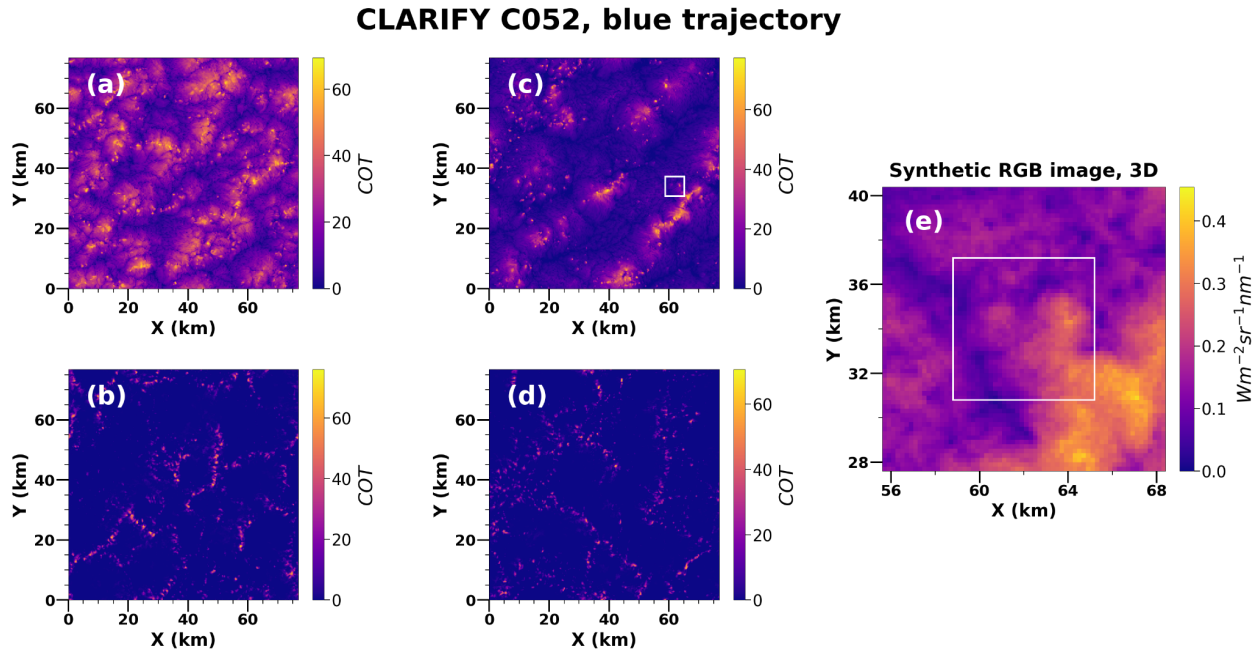 CLARIFY C052, blue trajectory
(a)
Y (km)
60
40
20
0
0 20 40 60
X (km)
60
40
20
0
COT
(c)
Y (km)
60
40
20
0
0 20 40 60
X (km)
60
40
20
0
COT
(b)
Y (km)
60
40
20
0
0 20 40 60
X (km)
60
40
20
0
COT
(d)
Y (km)
60
40
20
0
0 20 40 60
X (km)
60
40
20
0
COT
Synthetic RGB image, 3D
(e)
Y (km)
40
36
32
28
56 60 64 68
X (km)
0.4
0.3
0.2
0.1
0.0
Wm⁻²sr⁻¹nm⁻¹